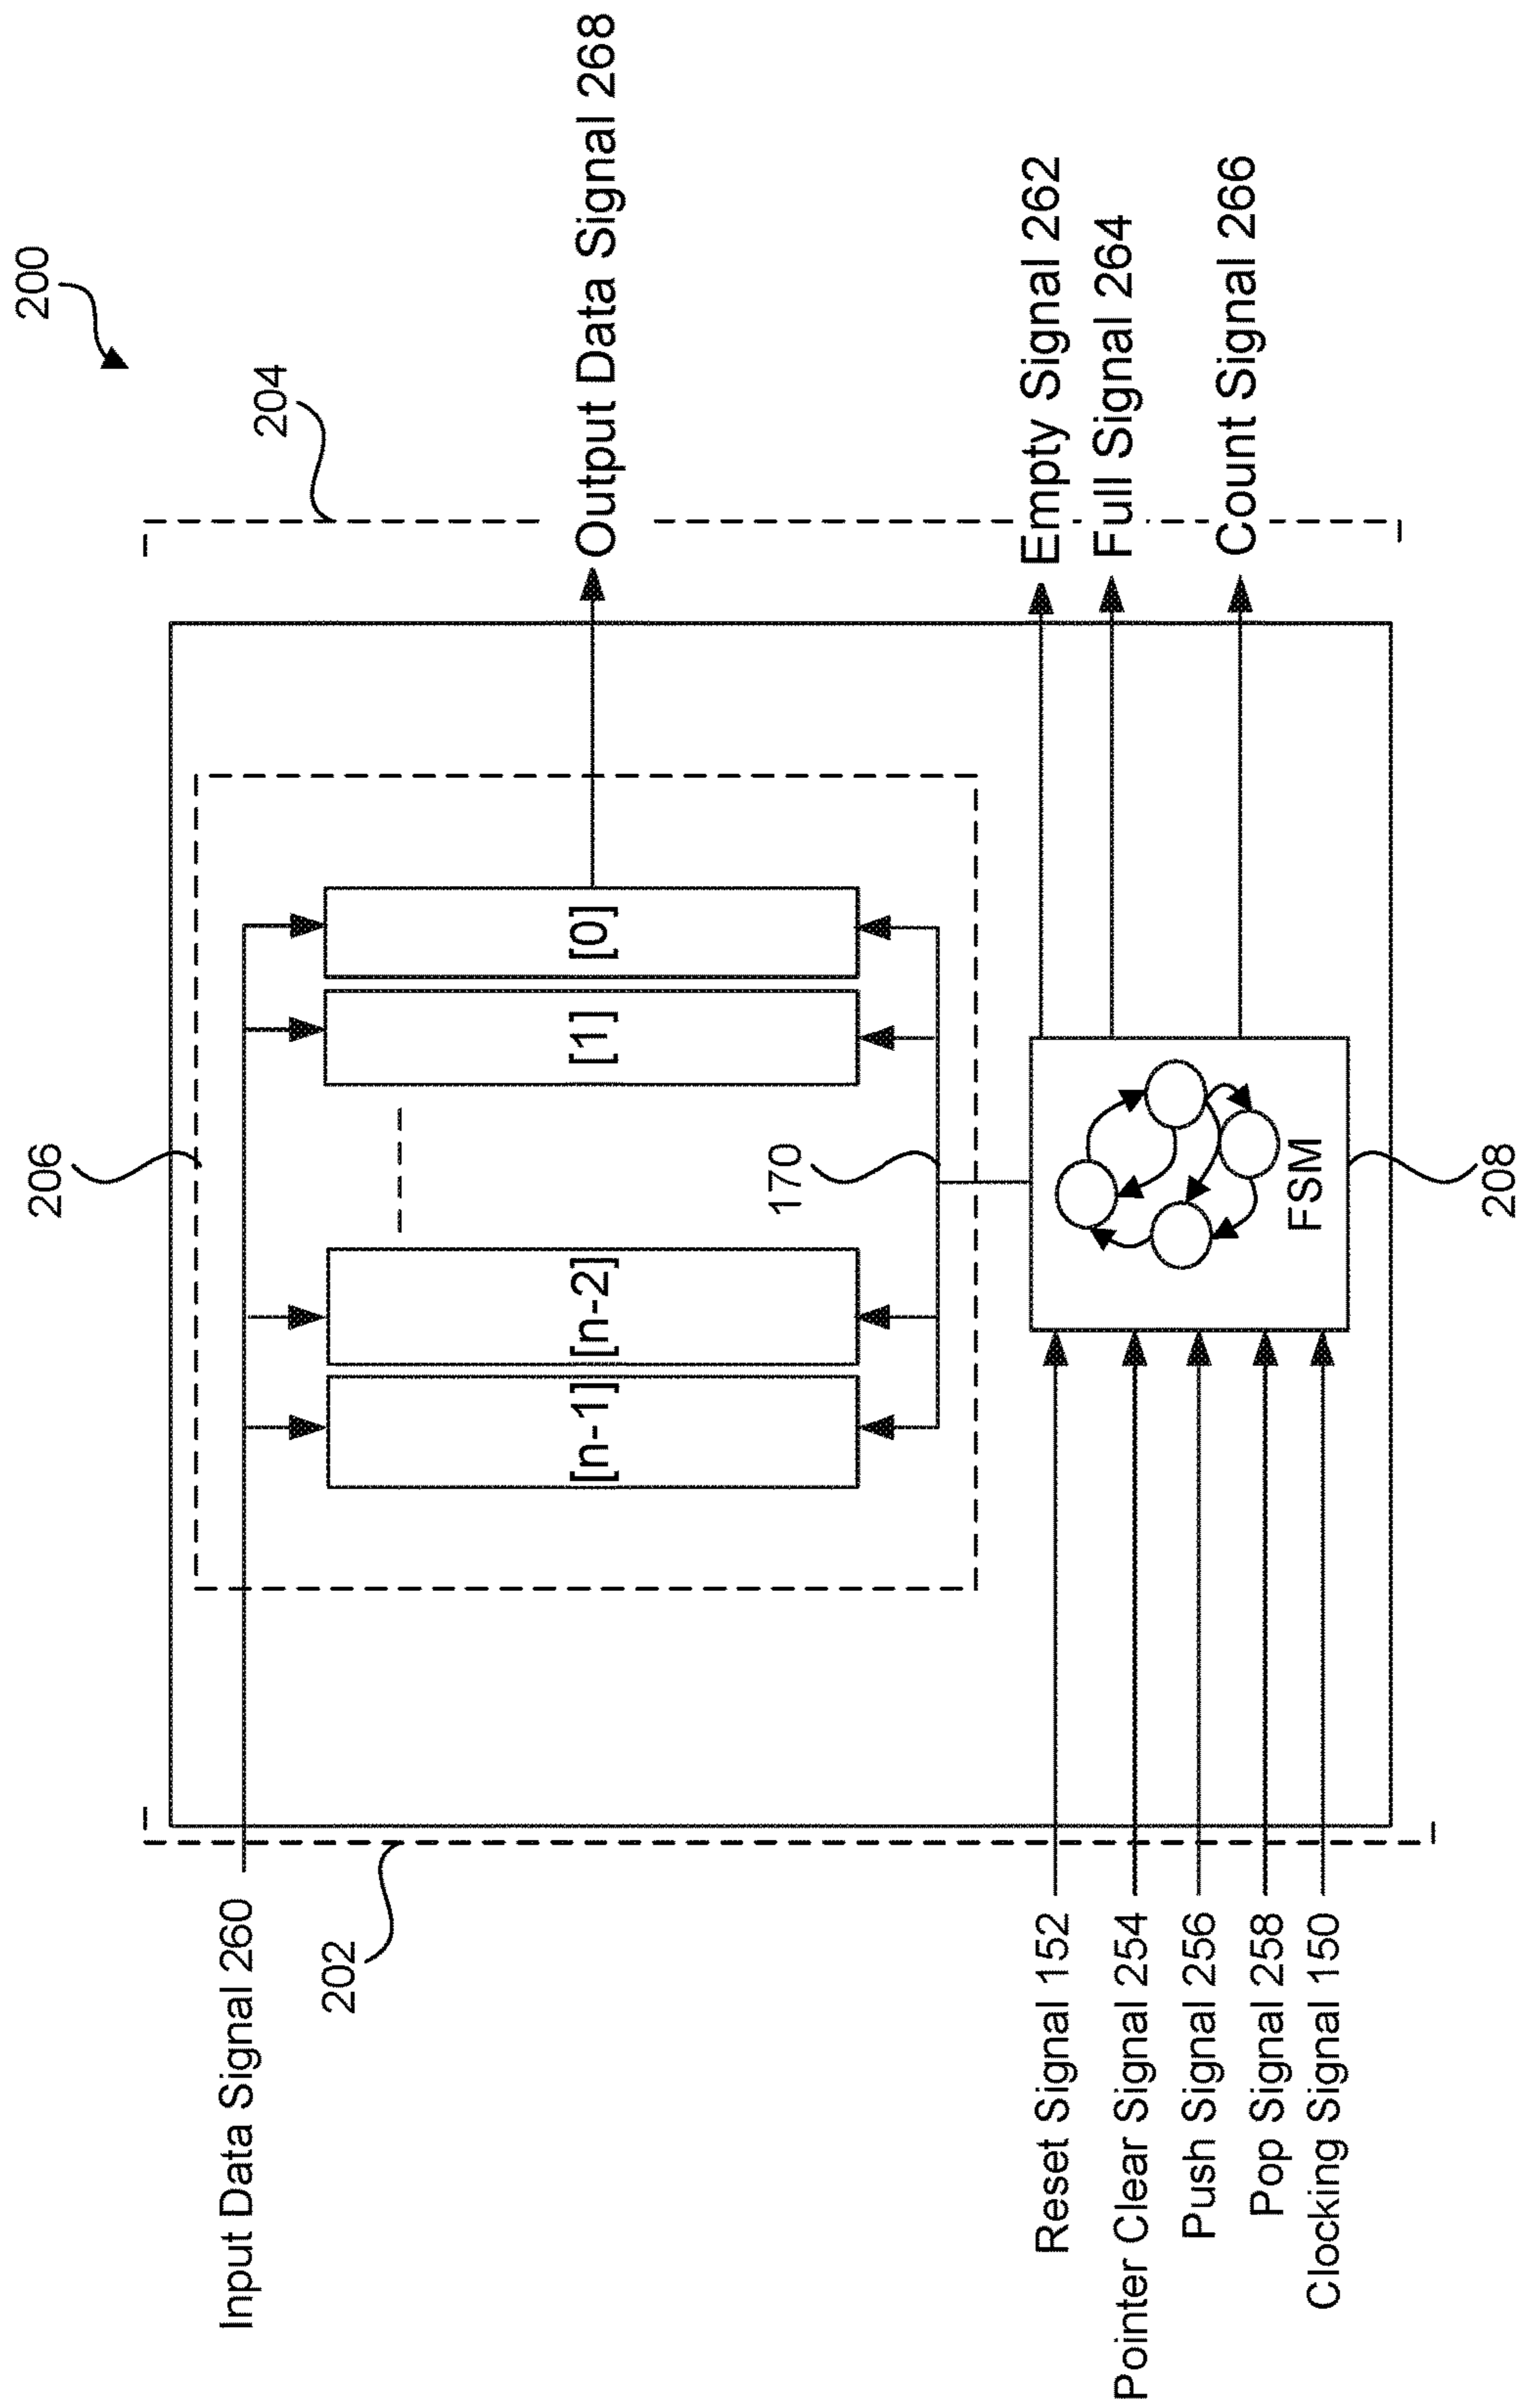 200
204
206
Input Data Signal 260
202
[n-1]
[n-2]
[1]
[0]
Output Data Signal 268
170
Reset Signal 152
Pointer Clear Signal 254
Push Signal 256
Pop Signal 258
Clocking Signal 150
FSM
208
Empty Signal 262
Full Signal 264
Count Signal 266